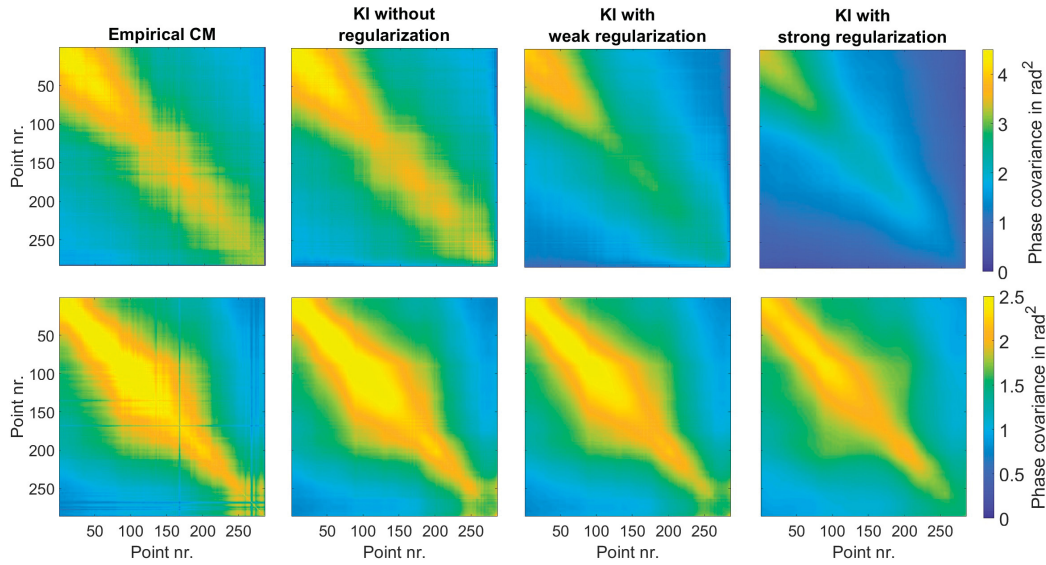 Empirical CM
KI without
regularization
KI with
weak regularization
KI with
strong regularization
Point nr.
50
100
150
200
250
4
3
2
1
0
Phase covariance in rad²
Point nr.
50
100
150
200
250
50 100 150 200 250
Point nr.
50 100 150 200 250
Point nr.
50 100 150 200 250
Point nr.
50 100 150 200 250
Point nr.
2.5
2
1.5
1
0.5
0
Phase covariance in rad²